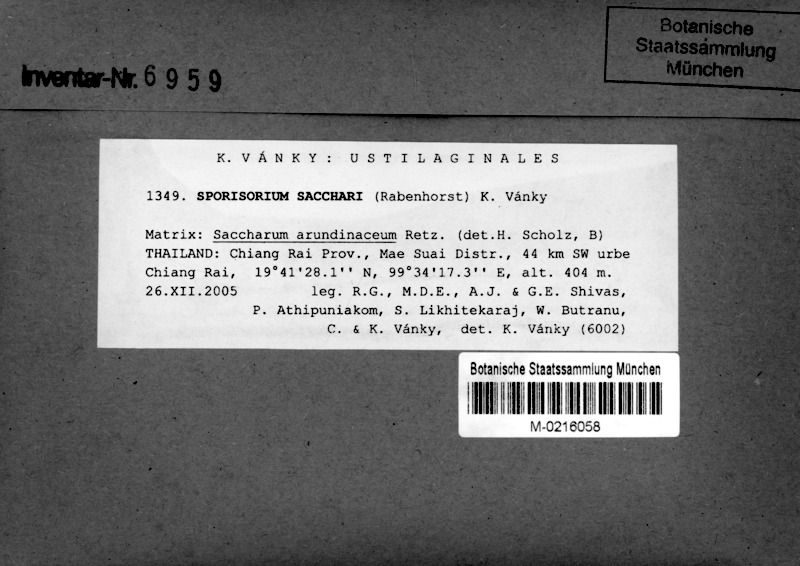 Botanische
Staatssammlung
München
Inventar-Nr. 6959
K. VÁNKY: USTILAGINALES
1349. SPORISORIUM SACCHARI (Rabenhorst) K. Vánky
Matrix: Saccharum arundinaceum Retz. (det.H. Scholz, B)
THAILAND: Chiang Rai Prov., Mae Suai Distr., 44 km SW urbe
Chiang Rai, 19°41'28.1'' N, 99°34'17.3'' E, alt. 404 m.
26.XII.2005 leg. R.G., M.D.E., A.J. & G.E. Shivas,
P. Athipuniakom, S. Likhitekaraj, W. Butranu,
C. & K. Vánky, det. K. Vánky (6002)
Botanische Staatssammlung München
M-0216058